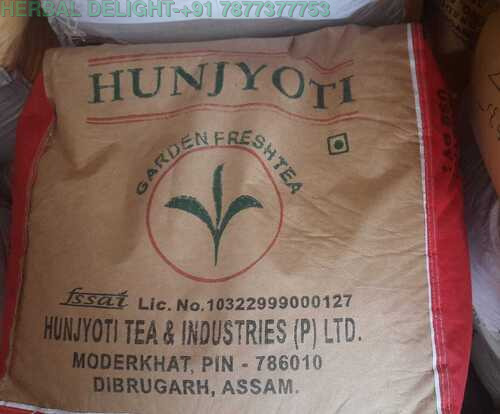 HERBAL DELIGHT-+91 7877377753
HUNJYOTI
GARDEN FRESH TEA
fssai Lic. No.10322999000127
HUNJYOTI TEA & INDUSTRIES (P) LTD.
MODERKHAT, PIN - 786010
DIBRUGARH, ASSAM.